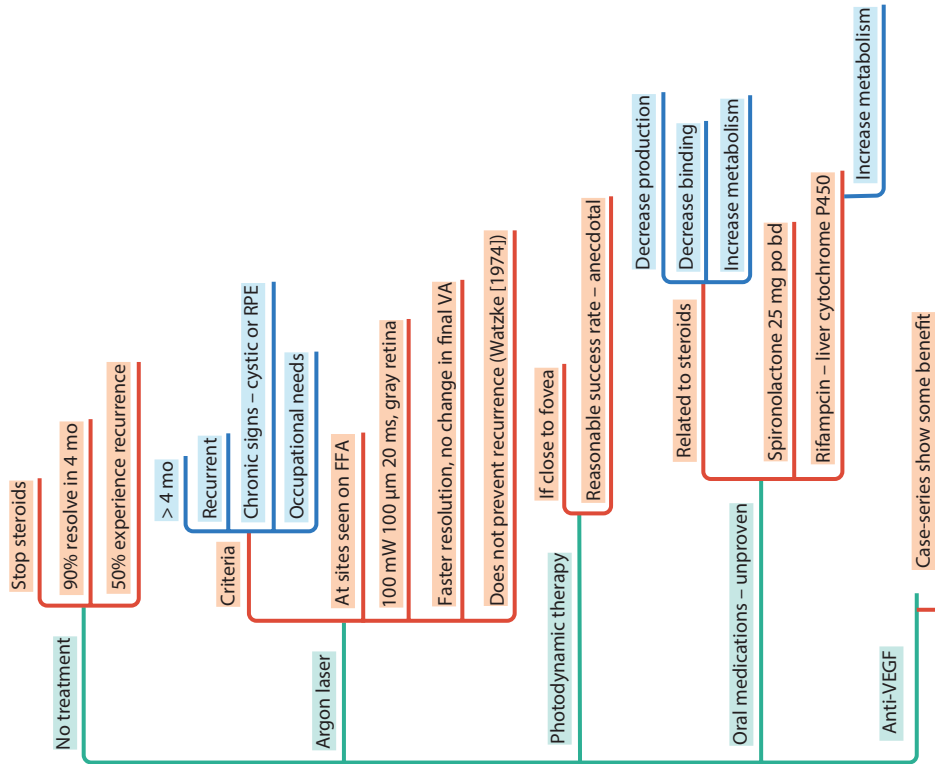 No treatment
Stop steroids
90% resolve in 4 mo
50% experience recurrence
Argon laser
Criteria
> 4 mo
Recurrent
Chronic signs – cystic or RPE
Occupational needs
At sites seen on FFA
100 mW 100 µm 20 ms, gray retina
Faster resolution, no change in final VA
Does not prevent recurrence (Watzke [1974])
Photodynamic therapy
If close to fovea
Reasonable success rate – anecdotal
Oral medications – unproven
Related to steroids
Decrease production
Decrease binding
Increase metabolism
Spironolactone 25 mg po bd
Rifampcin – liver cytochrome P450
Increase metabolism
Anti-VEGF
Case-series show some benefit